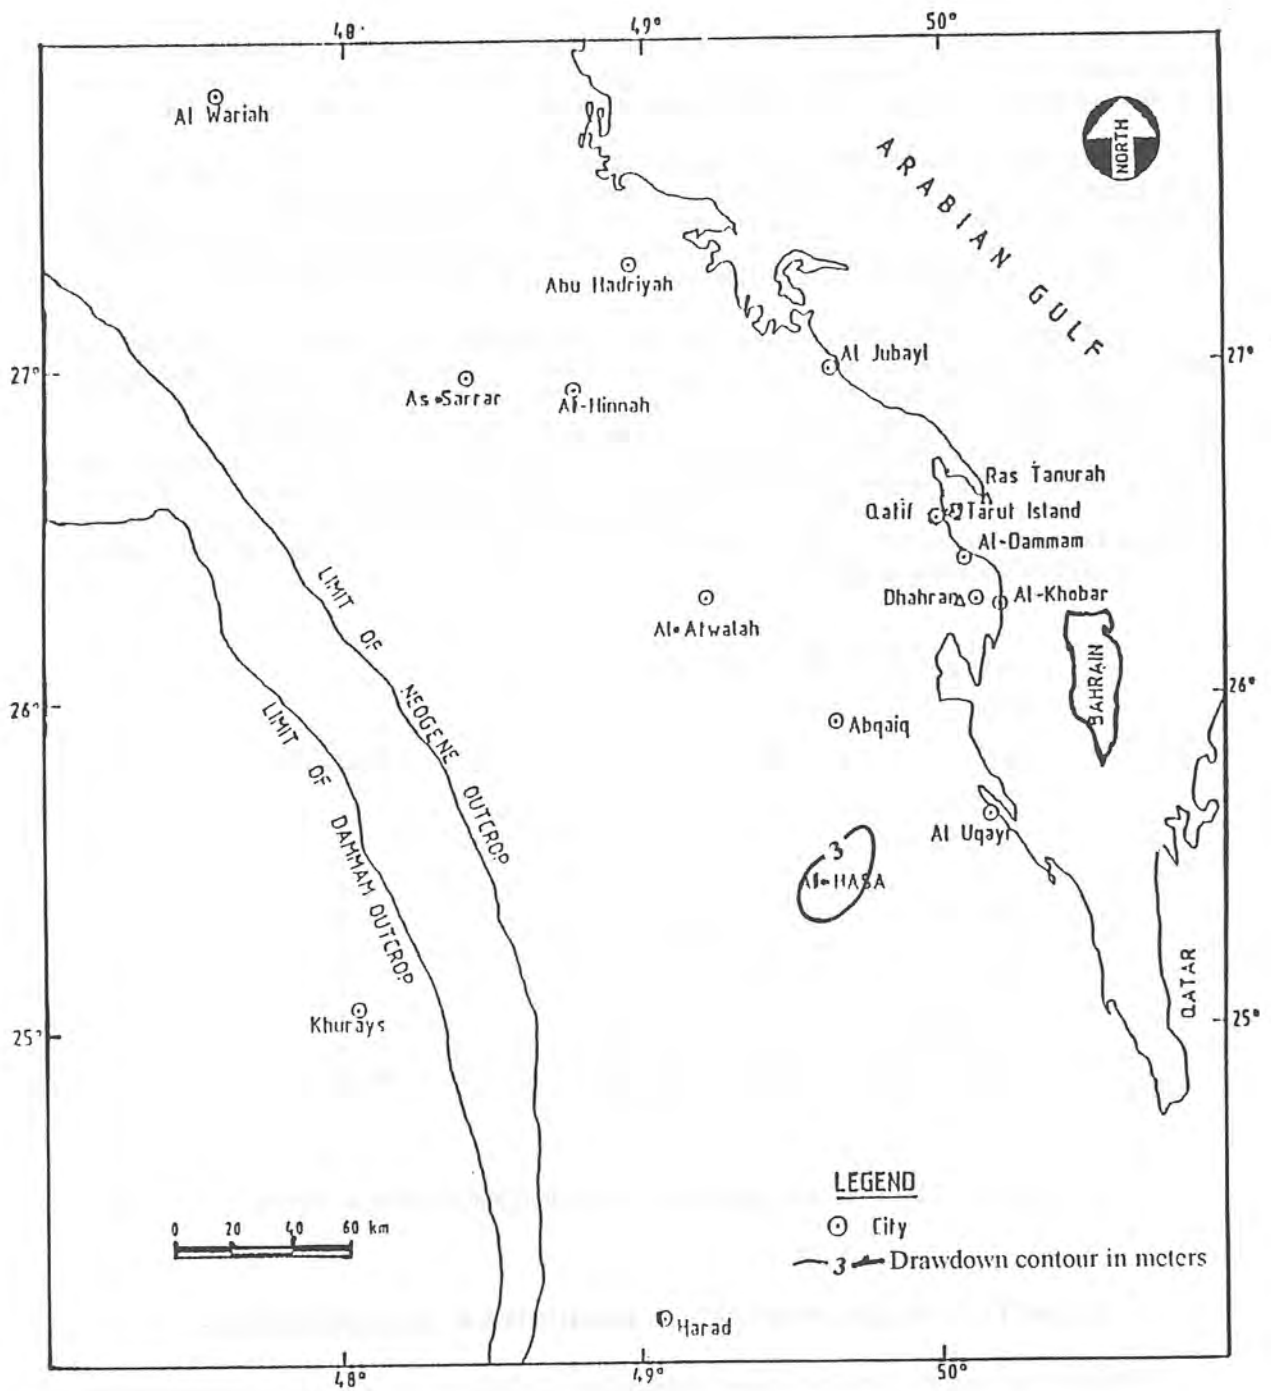 48°
49°
50°
Al Wariah
NORTH
ARABIAN GULF
Abu Hadriyah
27°
27°
Al Jubayl
As-Sarrar
Al-Hinnah
Ras Tanurah
Qatif
Tarut Island
Al-Dammam
Dhahran
Al-Khobar
LIMIT OF NEOGENE OUTCROP
Al-Atwalah
BAHRAIN
26°
26°
LIMIT OF DAMMAM OUTCROP
Abqaiq
Al Uqayr
3
Al-HASA
QATAR
Khurays
25°
25°
LEGEND
0 20 40 60 km
City
3 Drawdown contour in meters
Harad
48°
49°
50°